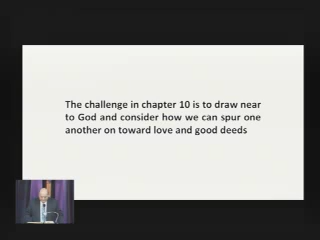 The challenge in chapter 10 is to draw near
to God and consider how we can spur one
another on toward love and good deeds